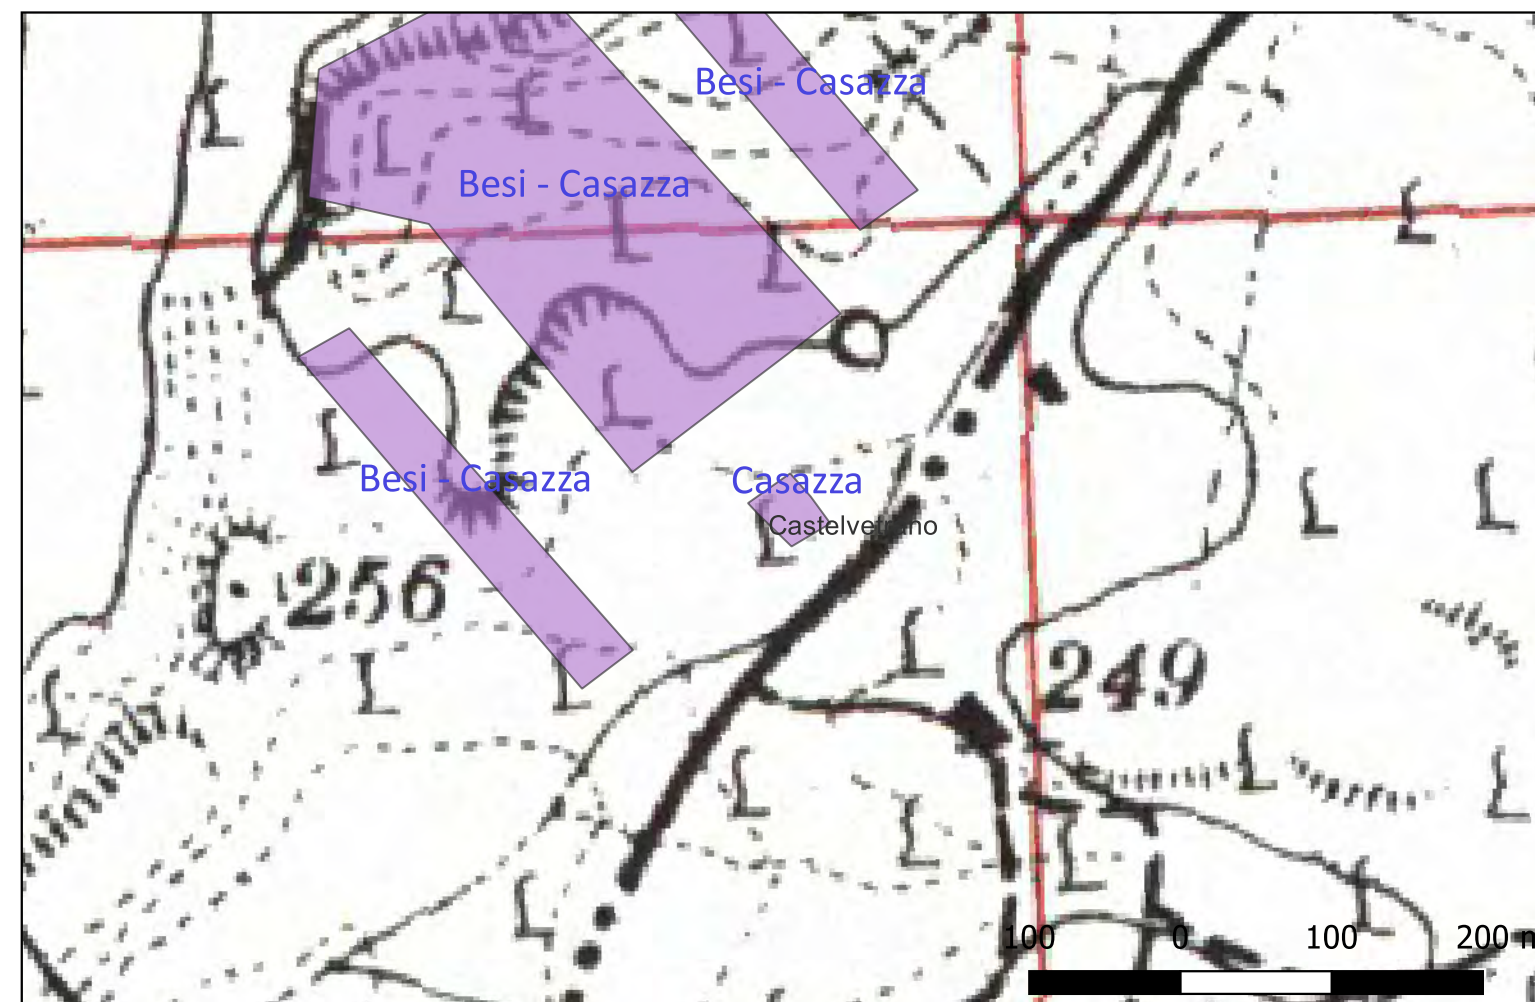 Besi - Casazza
Besi - Casazza
Besi - Casazza
Casazza
Castelvetrano
256
249
100 0 100 200 m